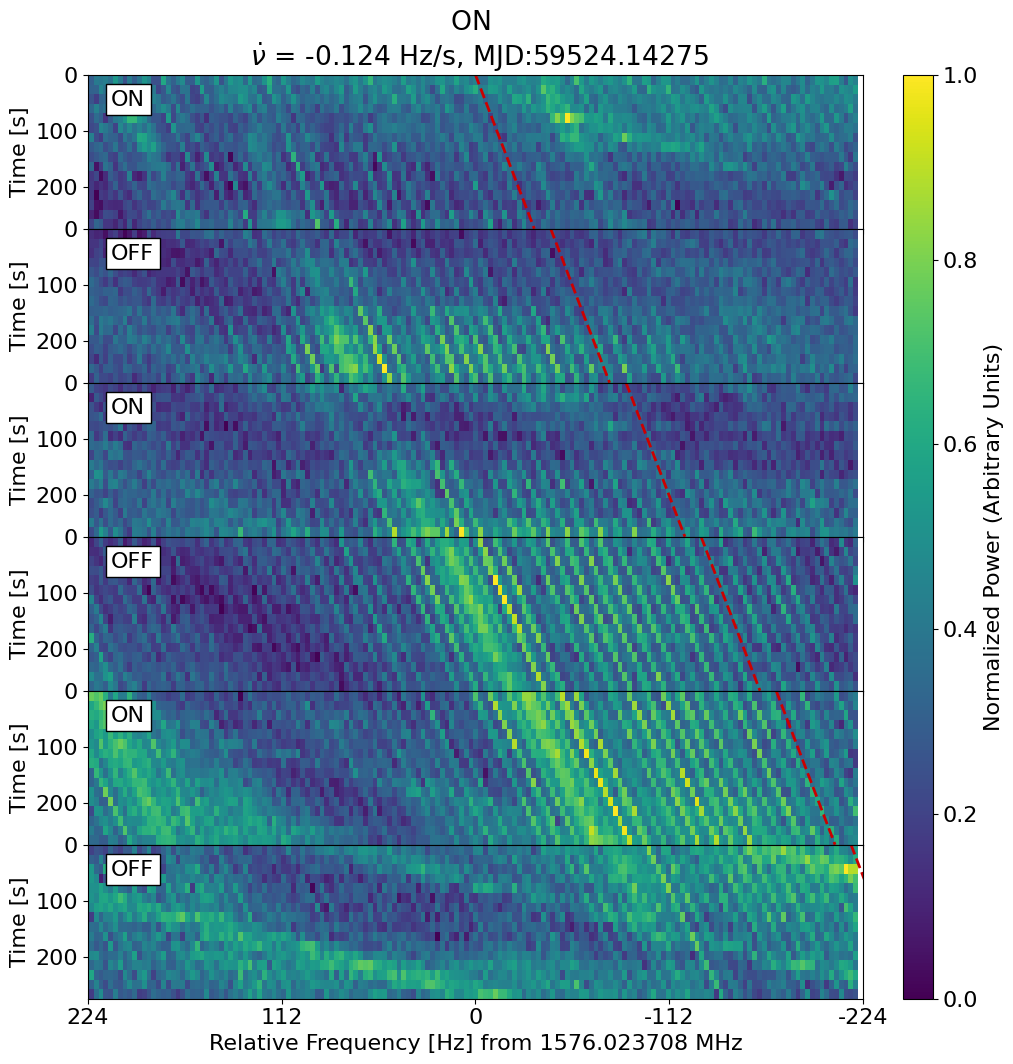 ON
ν̇ = -0.124 Hz/s, MJD:59524.14275
ON
0
100
200
Time [s]
OFF
0
100
200
Time [s]
ON
0
100
200
Time [s]
OFF
0
100
200
Time [s]
ON
0
100
200
Time [s]
OFF
0
100
200
Time [s]
224 112 0 -112 -224
Relative Frequency [Hz] from 1576.023708 MHz
1.0
0.8
0.6
0.4
0.2
0.0
Normalized Power (Arbitrary Units)